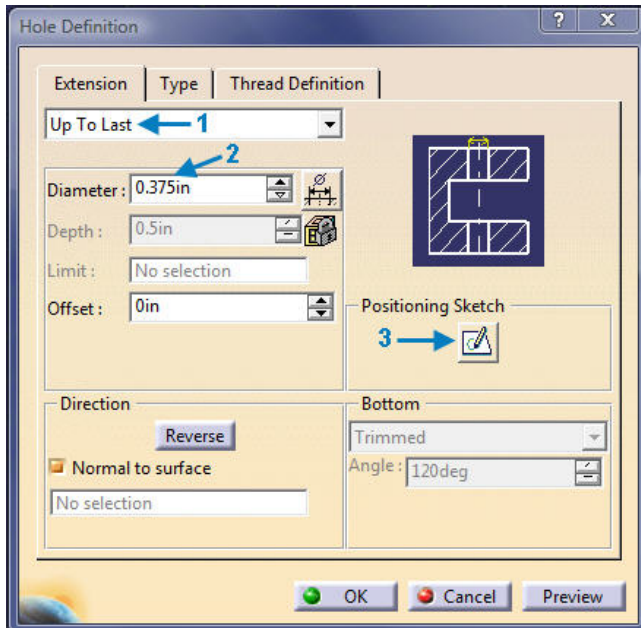 Hole Definition
? X
Extension Type Thread Definition
Up To Last 1
2
Diameter : 0.375in
Depth : 0.5in
Limit : No selection
Offset : 0in
Positioning Sketch
3
Direction
Reverse
Normal to surface
No selection
Bottom
Trimmed
Angle : 120deg
OK Cancel Preview